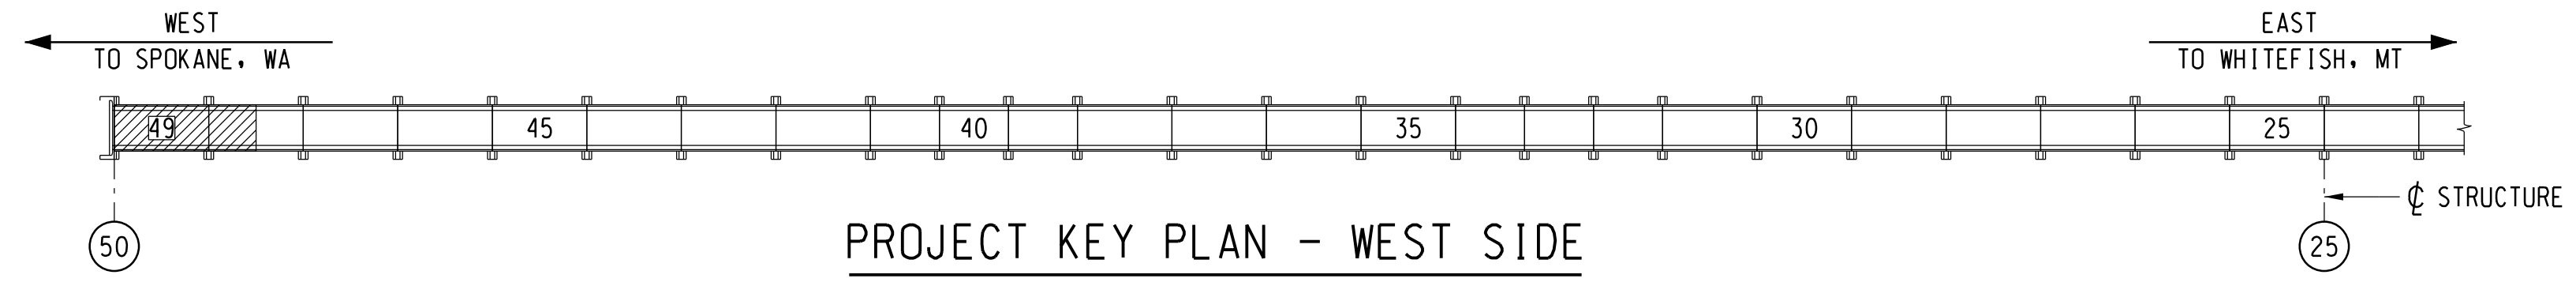 WEST
TO SPOKANE, WA
EAST
TO WHITEFISH, MT
49 45 40 35 30 25
℄ STRUCTURE
50 25
PROJECT KEY PLAN - WEST SIDE